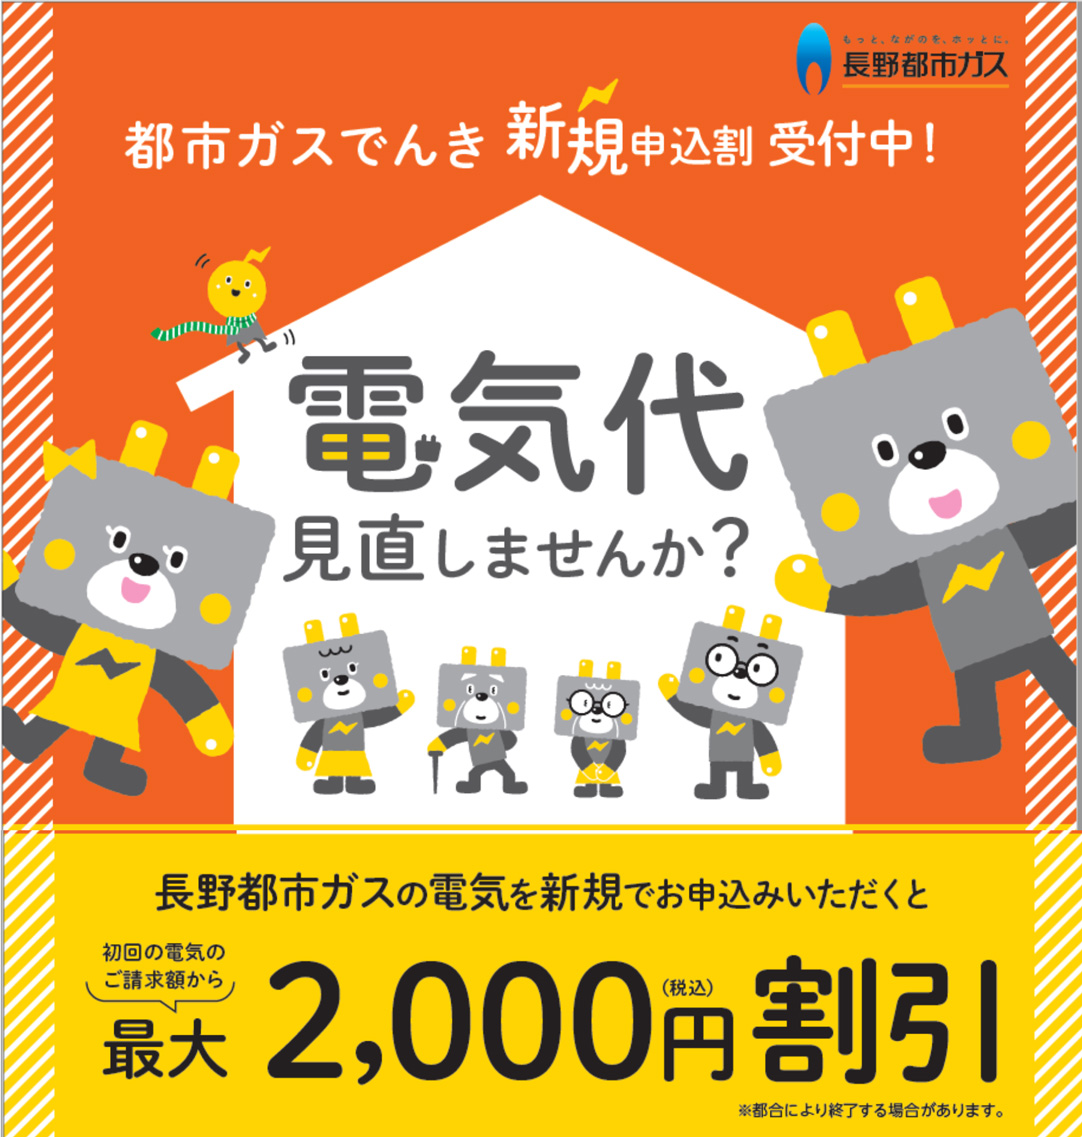 もっと、ながのを、ホッとに。
長野都市ガス
都市ガスでんき 新規申込割 受付中！
電気代
見直しませんか？
長野都市ガスの電気を新規でお申込みいただくと
初回の電気の
ご請求額から
最大 2,000円(税込)割引
※都合により終了する場合があります。